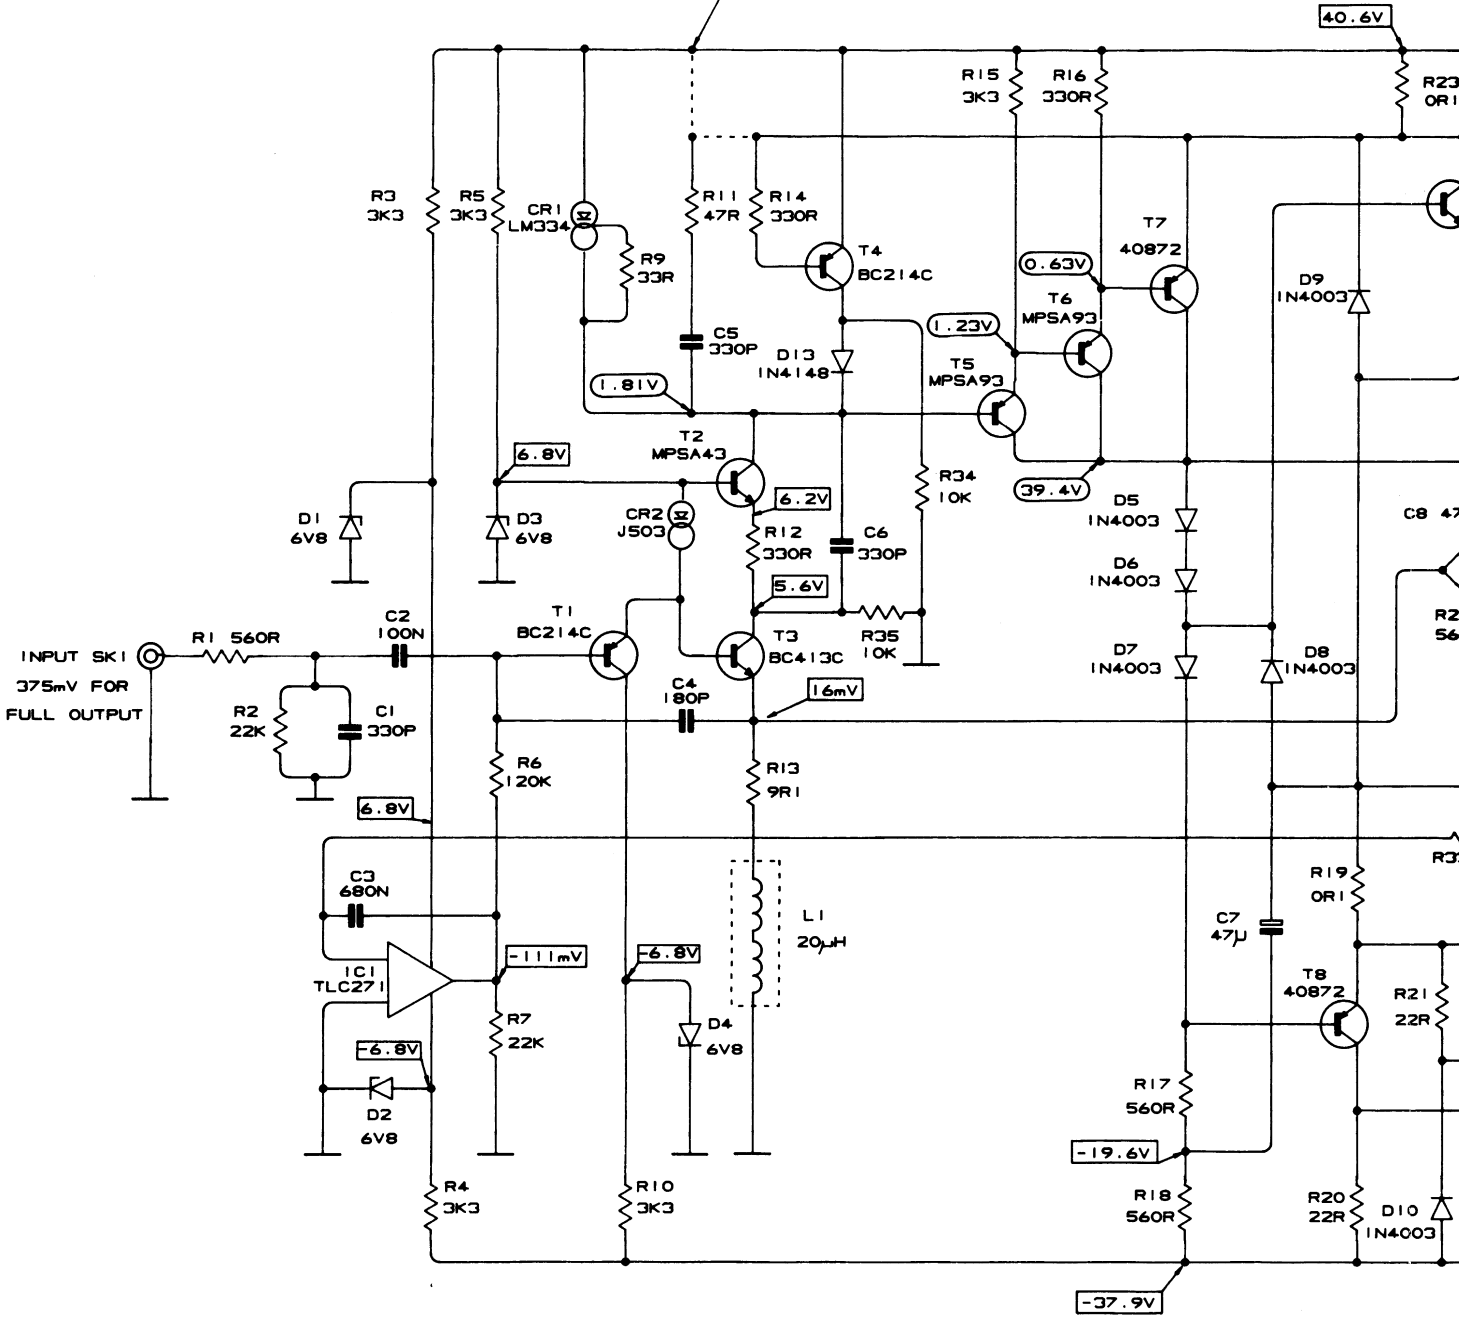 40.6V
R15
3K3
R16
330R
R23
0R1
R3
3K3
R5
3K3
CR1
LM334
R9
33R
R11
47R
R14
330R
T4
BC214C
T7
40872
0.63V
T6
MPSA93
D9
1N4003
C5
330P
D13
1N4148
1.23V
T5
MPSA93
1.81V
T2
MPSA43
6.8V
6.2V
R34
10K
39.4V
D1
6V8
D3
6V8
CR2
J503
R12
330R
C6
330P
D5
1N4003
C8 47
D6
1N4003
5.6V
C2
100N
T1
BC214C
R1 560R
T3
BC413C
R35
10K
D7
1N4003
D8
1N4003
R2
56
INPUT SK1
375mV FOR
FULL OUTPUT
R2
22K
C1
330P
C4
180P
16mV
R6
120K
R13
9R1
6.8V
R3
C3
680N
R19
0R1
L1
20µH
C7
47µ
-111mV
-6.8V
IC1
TLC271
T8
40872
R21
22R
R7
22K
D4
6V8
-6.8V
D2
6V8
R17
560R
-19.6V
R4
3K3
R10
3K3
R18
560R
R20
22R
D10
1N4003
-37.9V